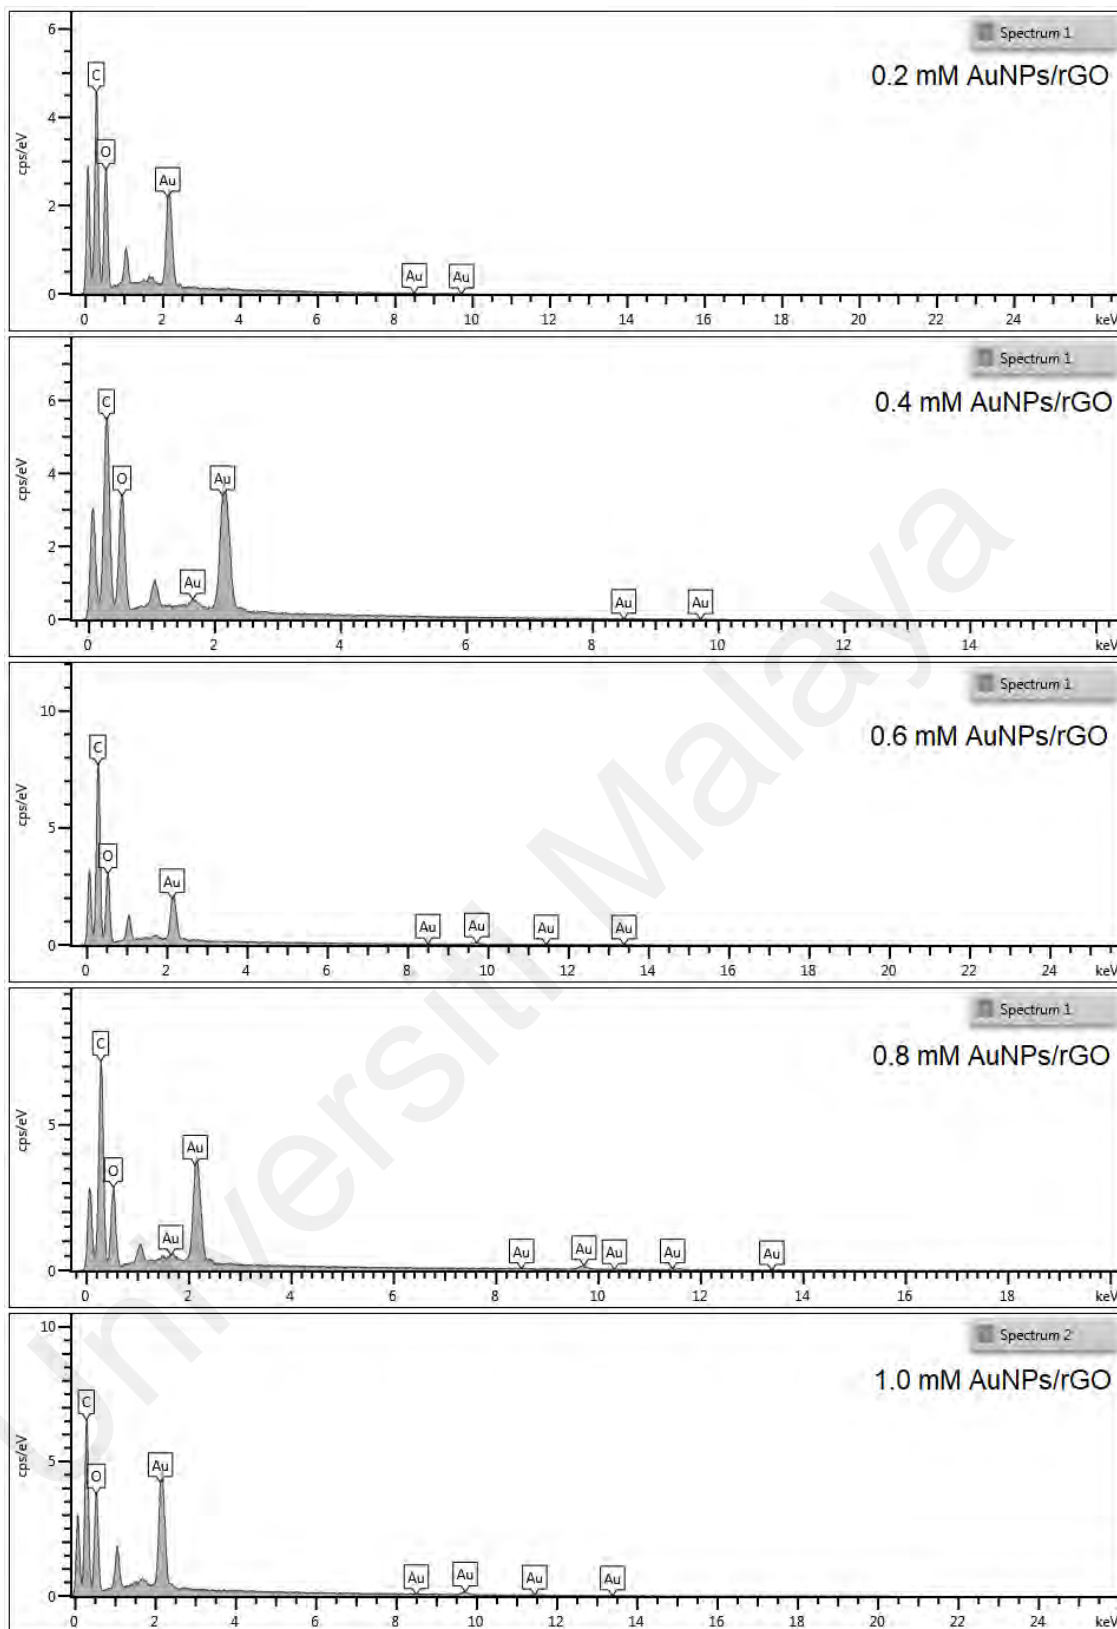 6
Spectrum 1
0.2 mM AuNPs/rGO
C
4
O
Au
cps/eV
2
Au Au
0
0 2 4 6 8 10 12 14 16 18 20 22 24 keV
Spectrum 1
0.4 mM AuNPs/rGO
6
C
4
O Au
cps/eV
2
Au
Au Au
0
0 2 4 6 8 10 12 14 keV
Spectrum 1
0.6 mM AuNPs/rGO
10
C
cps/eV
5
O
Au
Au Au Au Au
0
0 2 4 6 8 10 12 14 16 18 20 22 24 keV
Spectrum 1
0.8 mM AuNPs/rGO
C
5
cps/eV
Au
O
Au
Au Au Au Au Au
0
0 2 4 6 8 10 12 14 16 18 keV
10
Spectrum 2
1.0 mM AuNPs/rGO
C
5
cps/eV
Au
O
Au Au Au Au
0
0 2 4 6 8 10 12 14 16 18 20 22 24 keV
Universiti Malaya